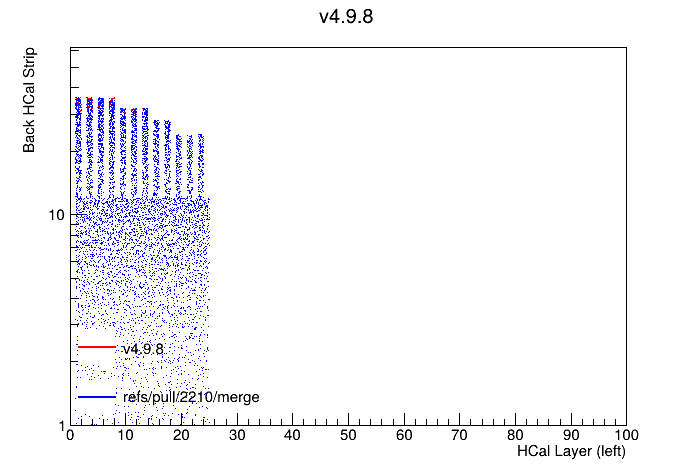 v4.9.8
Back HCal Strip
10
1
v4.9.8
refs/pull/2210/merge
0 10 20 30 40 50 60 70 80 90 100
HCal Layer (left)